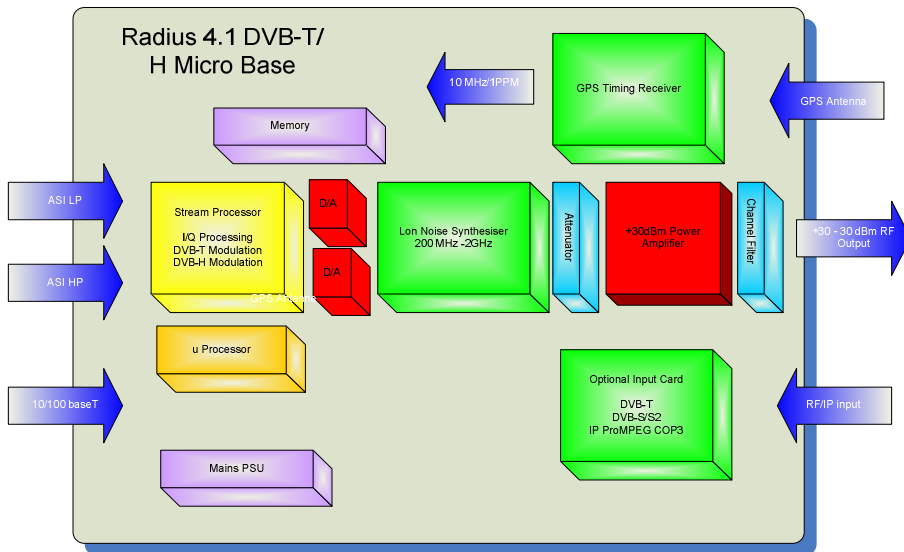 Radius 4.1 DVB-T/
H Micro Base
10 MHz/1PPM
GPS Timing Receiver
GPS Antenna
Memory
ASI LP
Stream Processor
I/Q Processing
DVB-T Modulation
DVB-H Modulation
D/A
D/A
Lon Noise Synthesiser
200 MHz -2GHz
Attenuator
+30dBm Power
Amplifier
Channel Filter
+30 - 30 dBm RF
Output
ASI HP
GPS Antenna
u Processor
10/100 baseT
Optional Input Card
DVB-T
DVB-S/S2
IP ProMPEG COP3
RF/IP input
Mains PSU